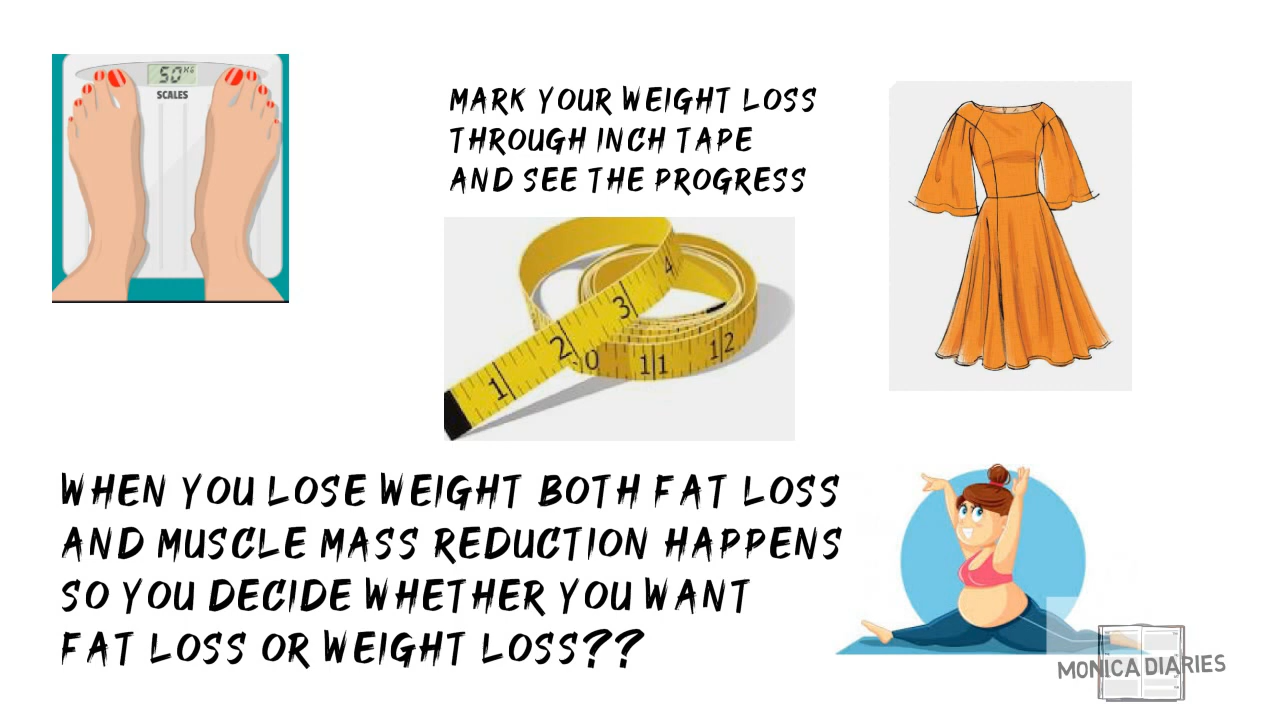 50 KG
SCALES
MARK YOUR WEIGHT LOSS
THROUGH INCH TAPE
AND SEE THE PROGRESS
1 2 3 4
0 11 12
WHEN YOU LOSE WEIGHT BOTH FAT LOSS
AND MUSCLE MASS REDUCTION HAPPENS
SO YOU DECIDE WHETHER YOU WANT
FAT LOSS OR WEIGHT LOSS??
MONICA DIARIES